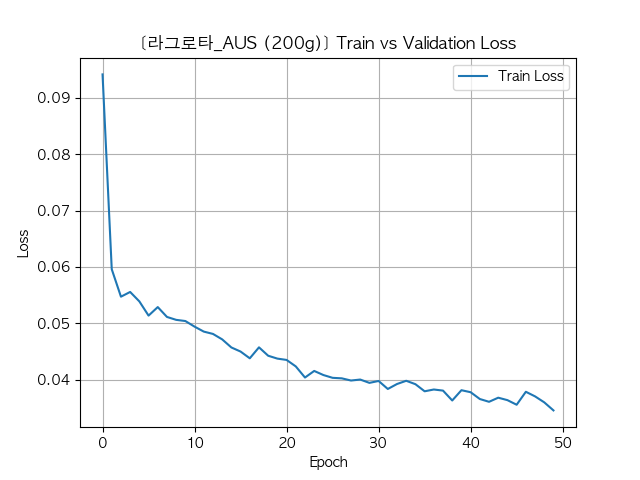 〔라그로타_AUS (200g)〕 Train vs Validation Loss
Train Loss
0.09
0.08
0.07
0.06
0.05
0.04
Loss
0 10 20 30 40 50
Epoch